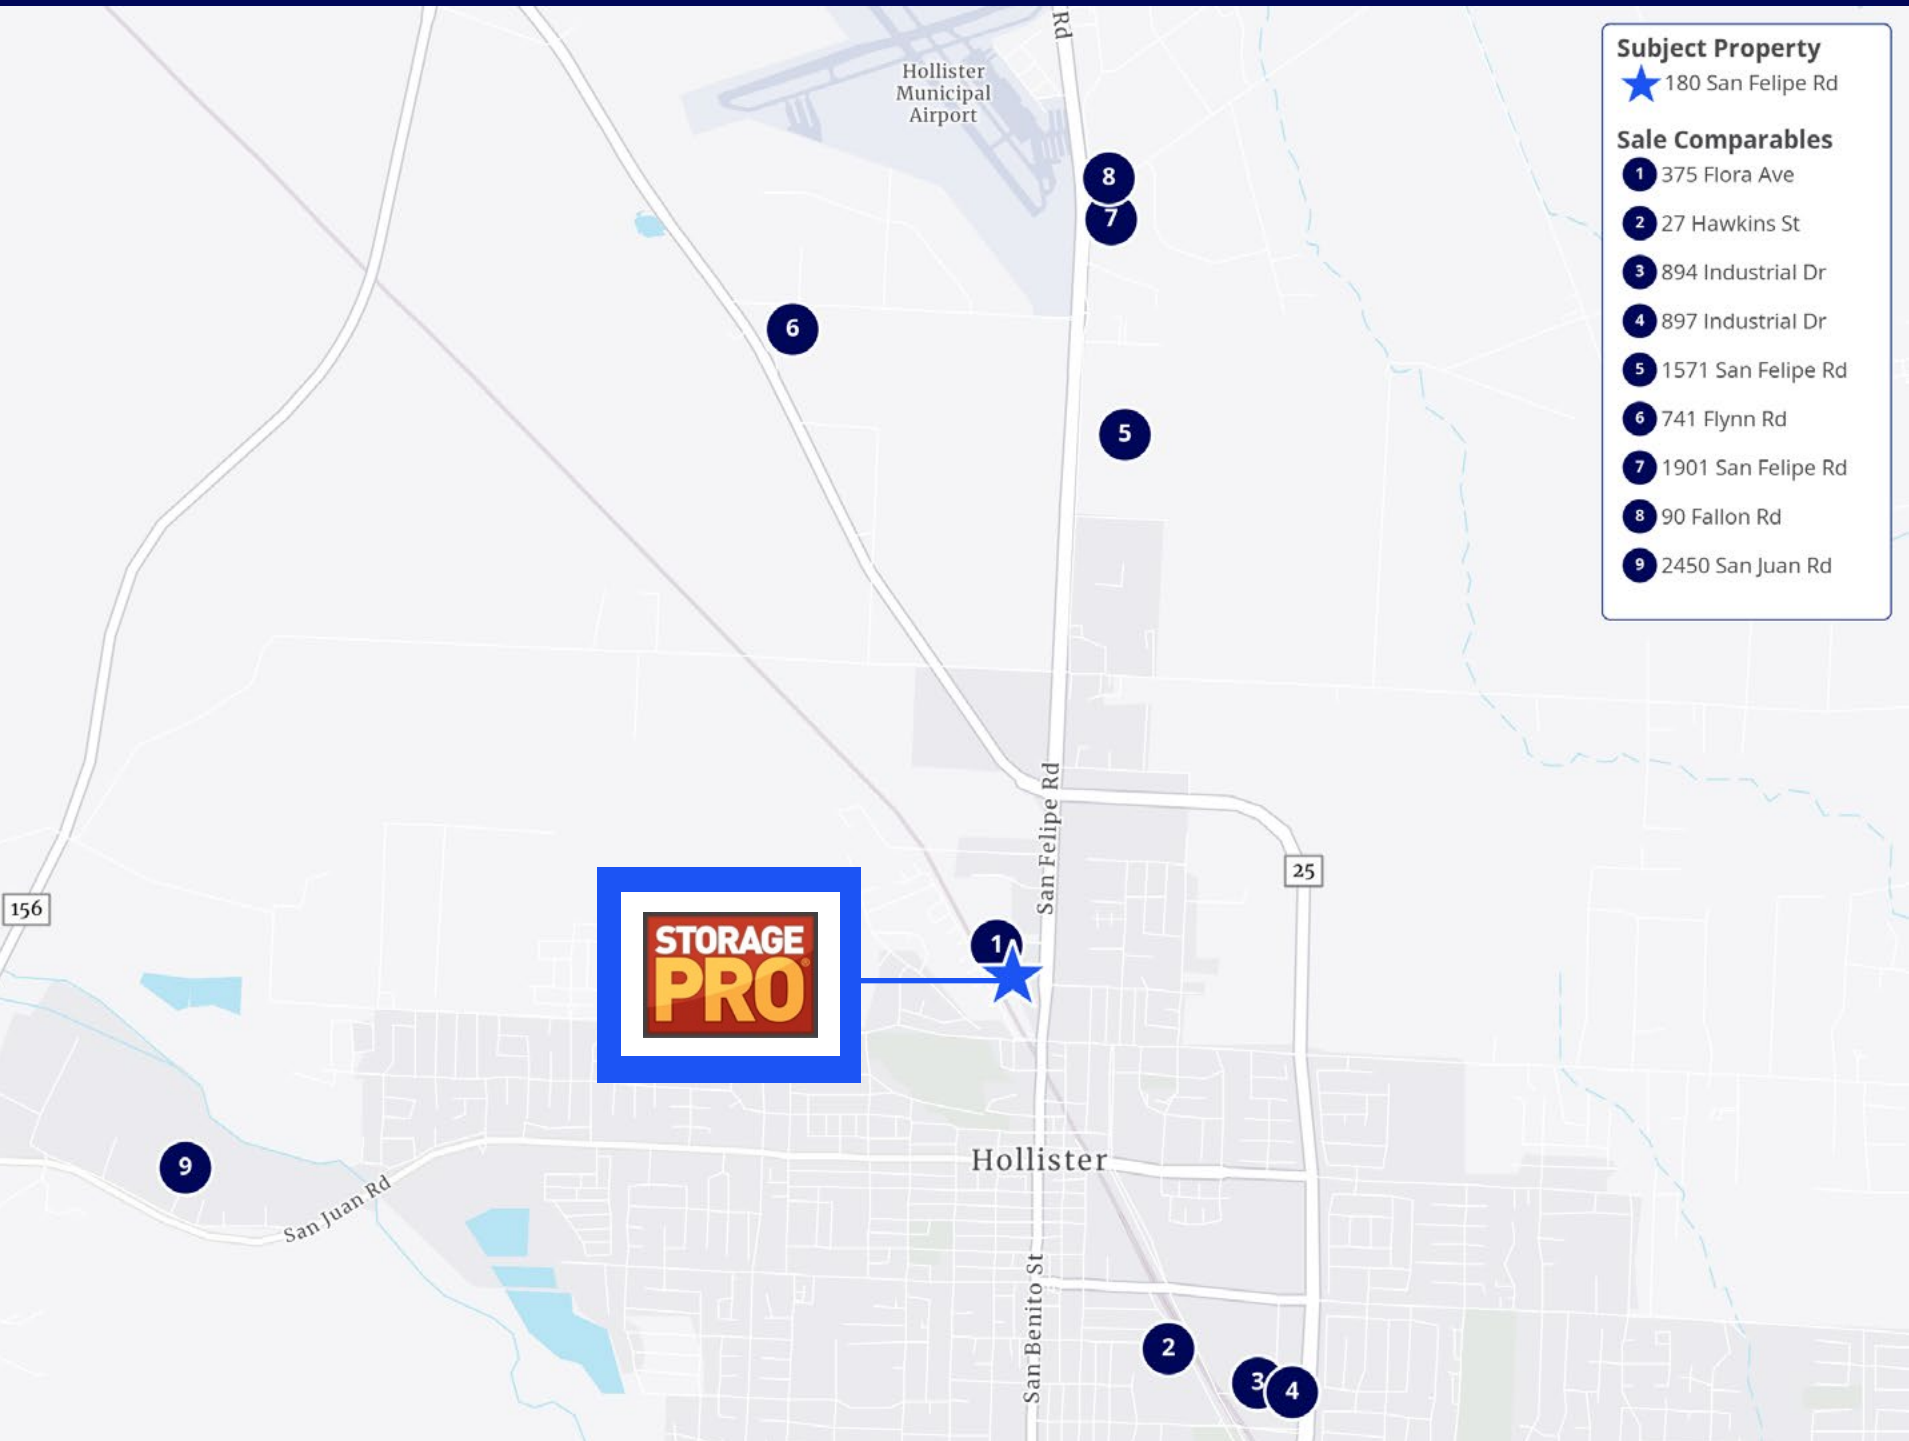 Rd
Hollister
Municipal
Airport
Subject Property
180 San Felipe Rd
Sale Comparables
1 375 Flora Ave
2 27 Hawkins St
3 894 Industrial Dr
4 897 Industrial Dr
5 1571 San Felipe Rd
6 741 Flynn Rd
7 1901 San Felipe Rd
8 90 Fallon Rd
9 2450 San Juan Rd
8
7
6
5
San Felipe Rd
25
156
STORAGE
PRO®
1
Hollister
9
San Juan Rd
San Benito St
2
3
4